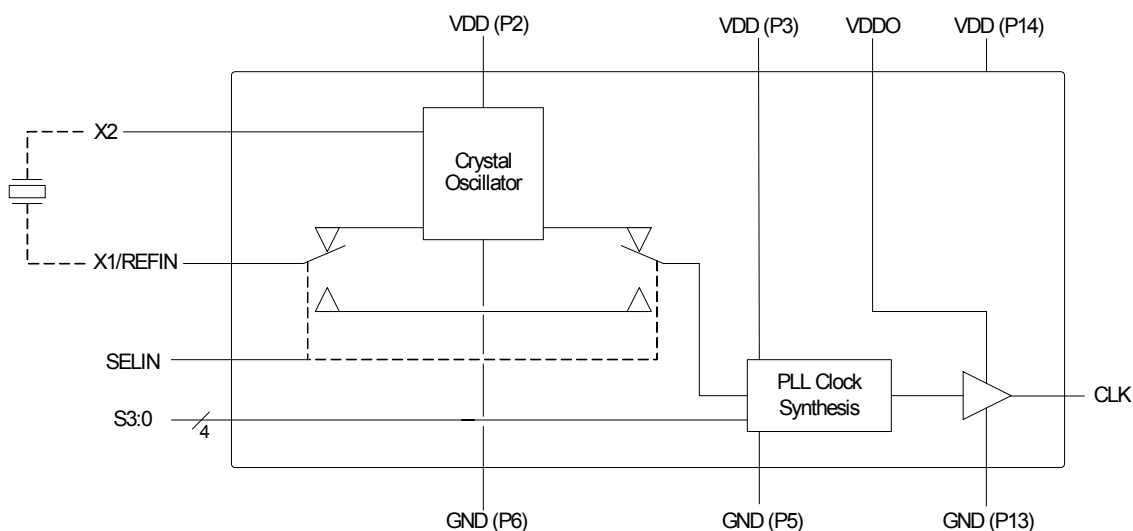 VDD (P2)
VDD (P3)
VDDO
VDD (P14)
X2
Crystal
Oscillator
X1/REFIN
SELIN
PLL Clock
Synthesis
CLK
S3:0
4
GND (P6)
GND (P5)
GND (P13)